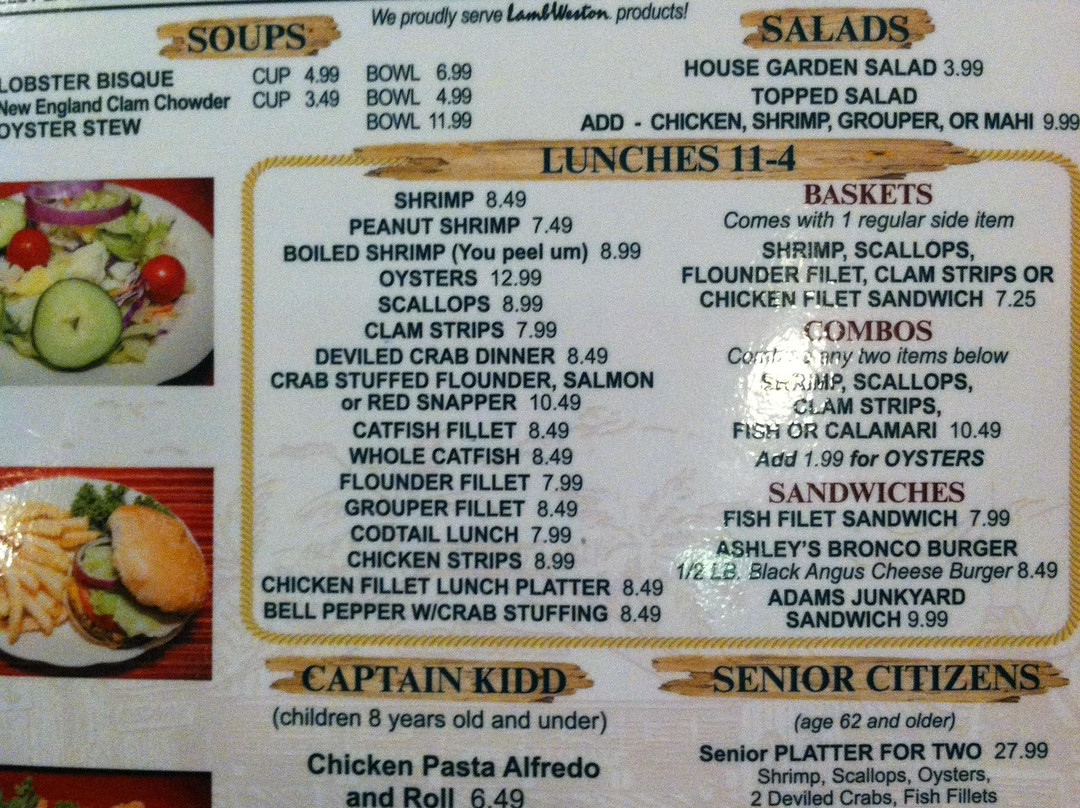 We proudly serve LambWeston products!
SOUPS
LOBSTER BISQUE CUP 4.99 BOWL 6.99
New England Clam Chowder CUP 3.49 BOWL 4.99
OYSTER STEW BOWL 11.99
SALADS
HOUSE GARDEN SALAD 3.99
TOPPED SALAD
ADD - CHICKEN, SHRIMP, GROUPER, OR MAHI 9.99
LUNCHES 11-4
SHRIMP 8.49
PEANUT SHRIMP 7.49
BOILED SHRIMP (You peel um) 8.99
OYSTERS 12.99
SCALLOPS 8.99
CLAM STRIPS 7.99
DEVILED CRAB DINNER 8.49
CRAB STUFFED FLOUNDER, SALMON
or RED SNAPPER 10.49
CATFISH FILLET 8.49
WHOLE CATFISH 8.49
FLOUNDER FILLET 7.99
GROUPER FILLET 8.49
CODTAIL LUNCH 7.99
CHICKEN STRIPS 8.99
CHICKEN FILLET LUNCH PLATTER 8.49
BELL PEPPER W/CRAB STUFFING 8.49
BASKETS
Comes with 1 regular side item
SHRIMP, SCALLOPS,
FLOUNDER FILET, CLAM STRIPS OR
CHICKEN FILET SANDWICH 7.25
COMBOS
any two items below
SHRIMP, SCALLOPS,
CLAM STRIPS,
FISH OR CALAMARI 10.49
Add 1.99 for OYSTERS
SANDWICHES
FISH FILET SANDWICH 7.99
ASHLEY'S BRONCO BURGER
1/2 LB. Black Angus Cheese Burger 8.49
ADAMS JUNKYARD
SANDWICH 9.99
CAPTAIN KIDD
(children 8 years old and under)
Chicken Pasta Alfredo
and Roll 6.49
SENIOR CITIZENS
(age 62 and older)
Senior PLATTER FOR TWO 27.99
Shrimp, Scallops, Oysters,
2 Deviled Crabs, Fish Fillets